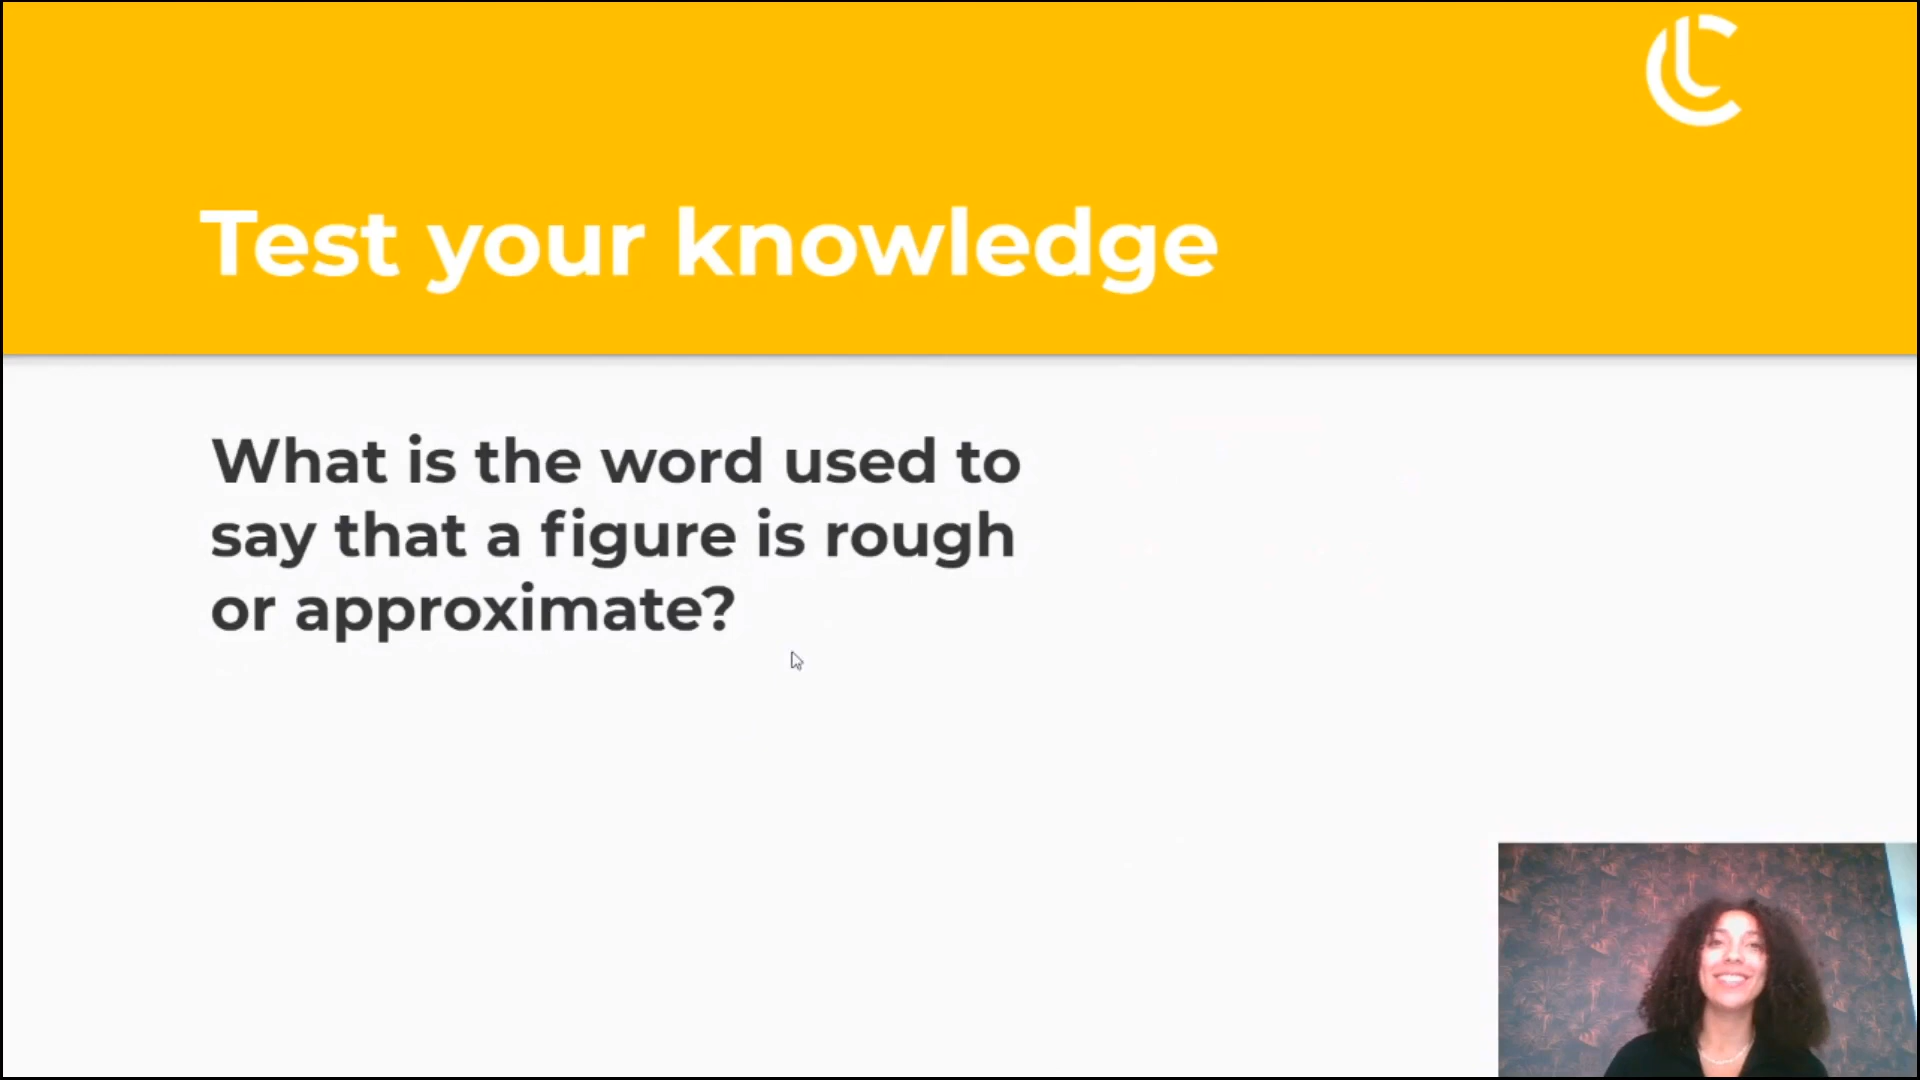 Test your knowledge
What is the word used to
say that a figure is rough
or approximate?